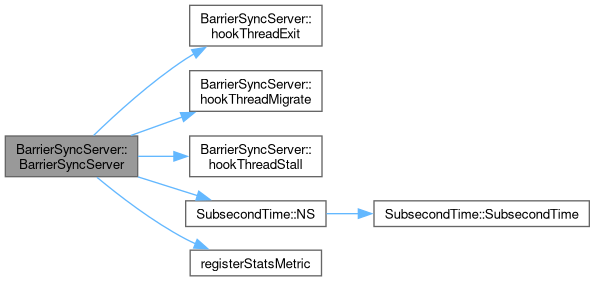 BarrierSyncServer::
hookThreadExit
BarrierSyncServer::
hookThreadMigrate
BarrierSyncServer::
BarrierSyncServer
BarrierSyncServer::
hookThreadStall
SubsecondTime::NS
SubsecondTime::SubsecondTime
registerStatsMetric